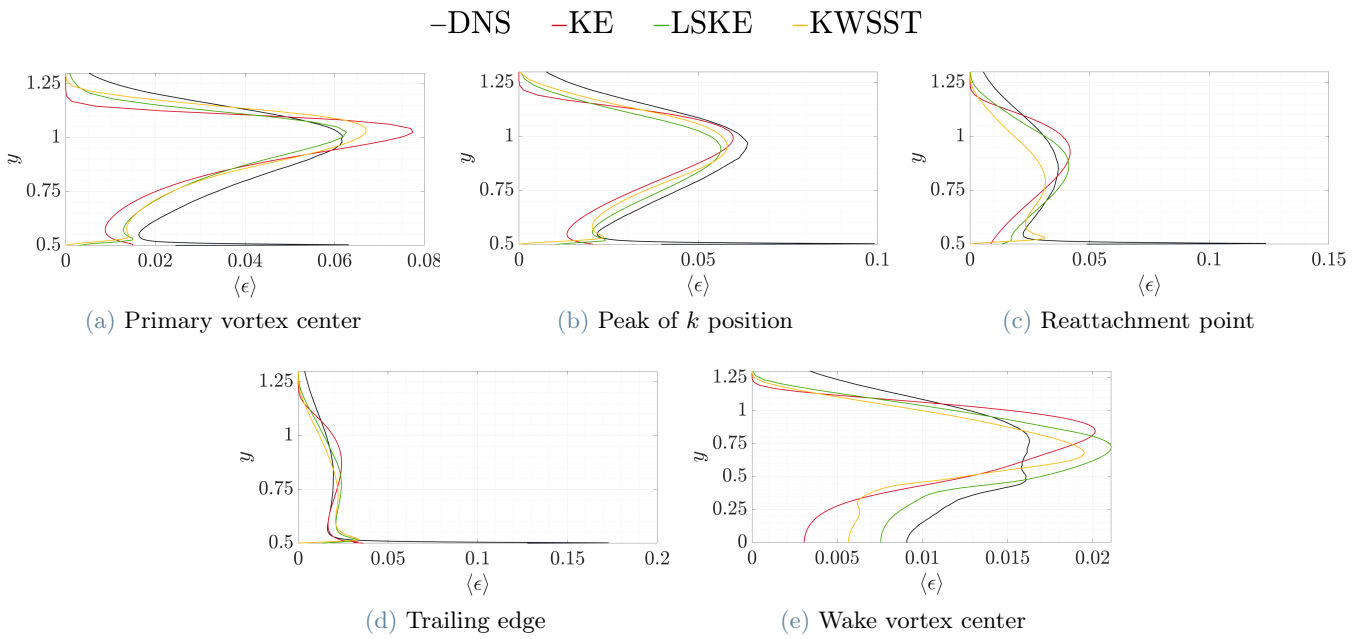 –DNS –KE –LSKE –KWSST
1.25
1
y
0.75
0.5
0 0.02 0.04 0.06 0.08
⟨ϵ⟩
(a) Primary vortex center
1.25
1
y
0.75
0.5
0 0.05 0.1
⟨ϵ⟩
(b) Peak of k position
1.25
1
y
0.75
0.5
0 0.05 0.1 0.15
⟨ϵ⟩
(c) Reattachment point
1.25
1
y
0.75
0.5
0 0.05 0.1 0.15 0.2
⟨ϵ⟩
(d) Trailing edge
1.25
1
0.75
y
0.5
0.25
0
0 0.005 0.01 0.015 0.02
⟨ϵ⟩
(e) Wake vortex center